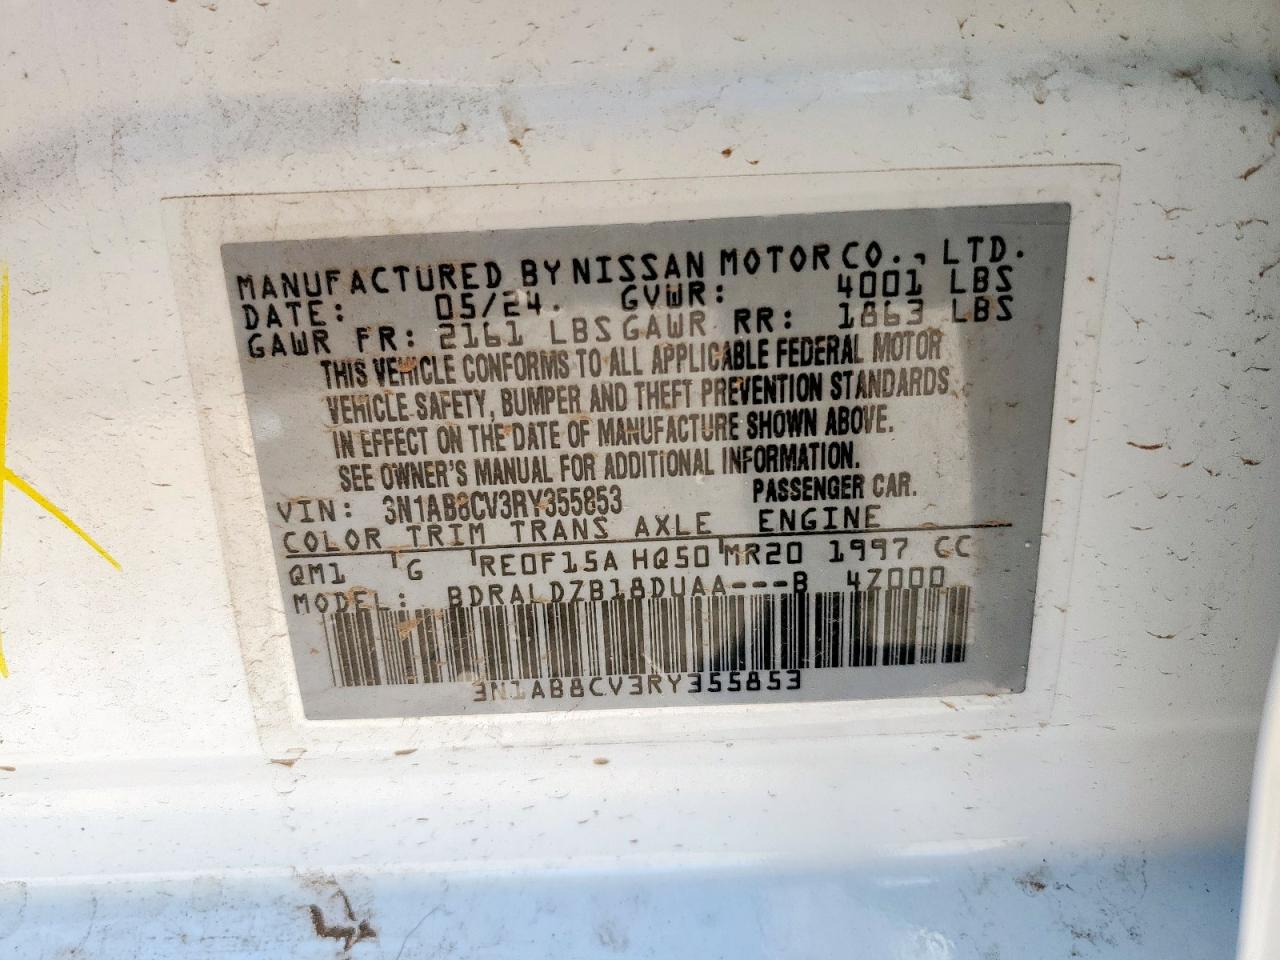 MANUFACTURED BY NISSAN MOTOR CO., LTD.
DATE: 05/24. GVWR: 4001 LBS
GAWR FR: 2161 LBS GAWR RR: 1863 LBS
THIS VEHICLE CONFORMS TO ALL APPLICABLE FEDERAL MOTOR
VEHICLE SAFETY, BUMPER AND THEFT PREVENTION STANDARDS
IN EFFECT ON THE DATE OF MANUFACTURE SHOWN ABOVE.
SEE OWNER'S MANUAL FOR ADDITIONAL INFORMATION.
VIN: 3N1AB8CV3RY355853 PASSENGER CAR.
COLOR TRIM TRANS AXLE ENGINE
QM1 G RE0F15A HQ50 MR20 1997 CC
MODEL: BDRALDZB18DUAA---B 4Z000
3N1AB8CV3RY355853